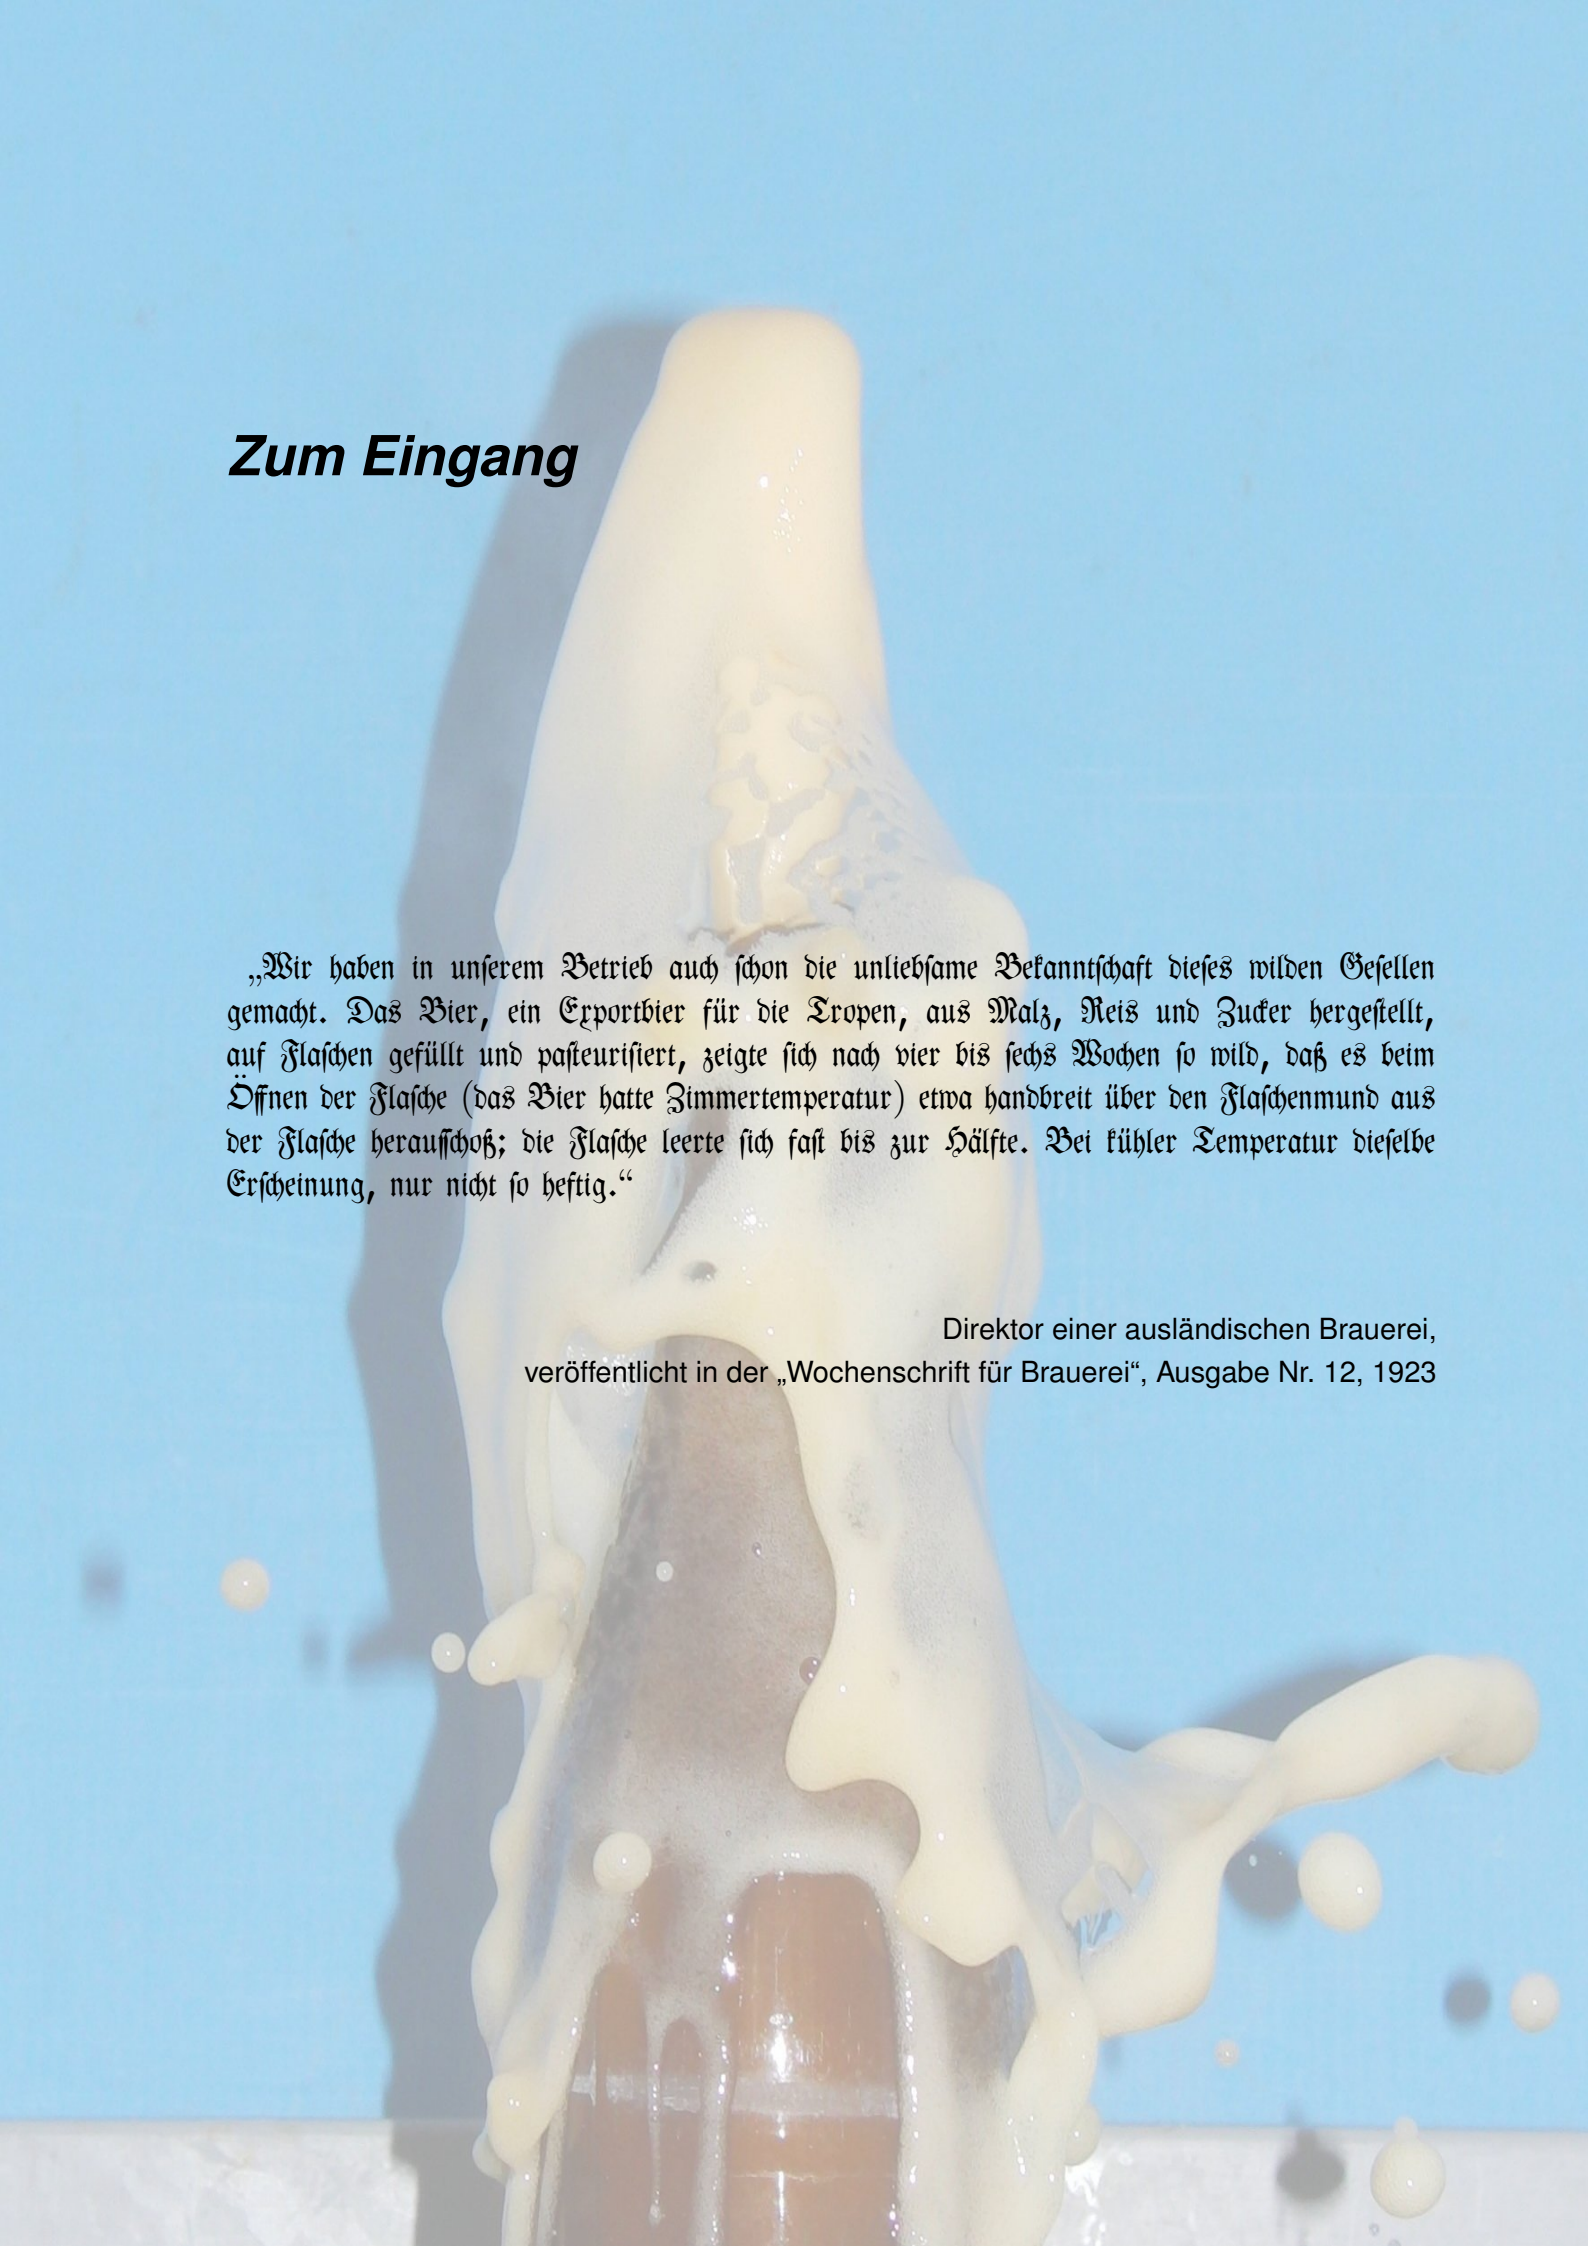 Zum Eingang
„Wir haben in unserem Betrieb auch schon die unliebsame Bekanntschaft dieses wilden Gesellen
gemacht. Das Bier, ein Exportbier für die Tropen, aus Malz, Reis und Zucker hergestellt,
auf Flaschen gefüllt und pasteurisiert, zeigte sich nach vier bis sechs Wochen so wild, daß es beim
Öffnen der Flasche (das Bier hatte Zimmertemperatur) etwa handbreit über den Flaschenmund aus
der Flasche heraufschoß; die Flasche leerte sich fast bis zur Hälfte. Bei kühler Temperatur dieselbe
Erscheinung, nur nicht so heftig.“
Direktor einer ausländischen Brauerei,
veröffentlicht in der „Wochenschrift für Brauerei“, Ausgabe Nr. 12, 1923